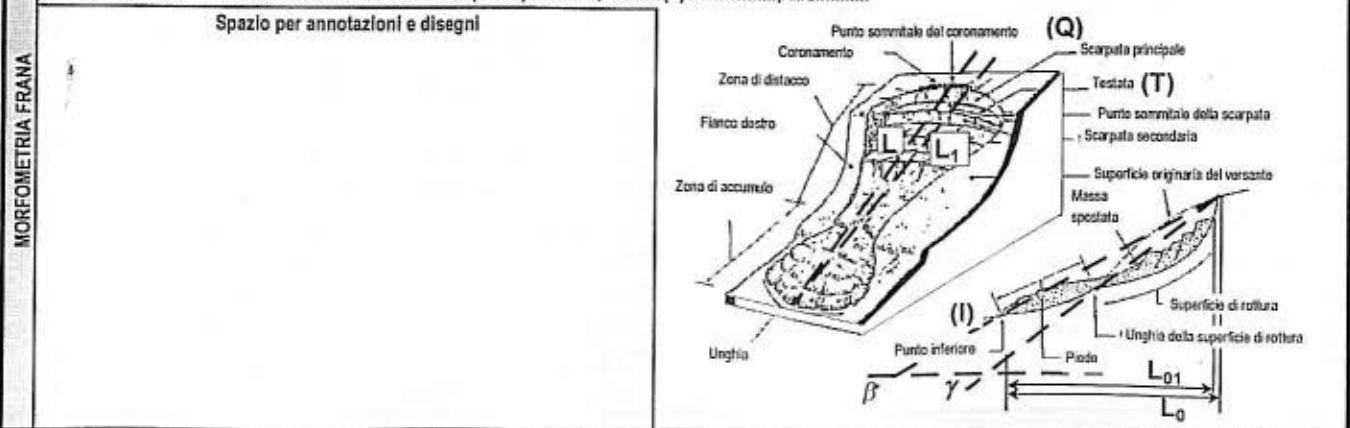 MORFOMETRIA FRANA
Spazio per annotazioni e disegni
Punto sommitale del coronamento
(Q)
Coronamento
Scarpata principale
Zona di distacco
Testata (T)
Fianco destro
Punto sommitale della scarpata
Scarpata secondaria
L
L1
Superficie originaria del versante
Zona di accumulo
Massa
spostata
Superficie di rottura
(I)
Unghia della superficie di rottura
Unghia
Punto inferiore
Piede
β
γ
L01
L0